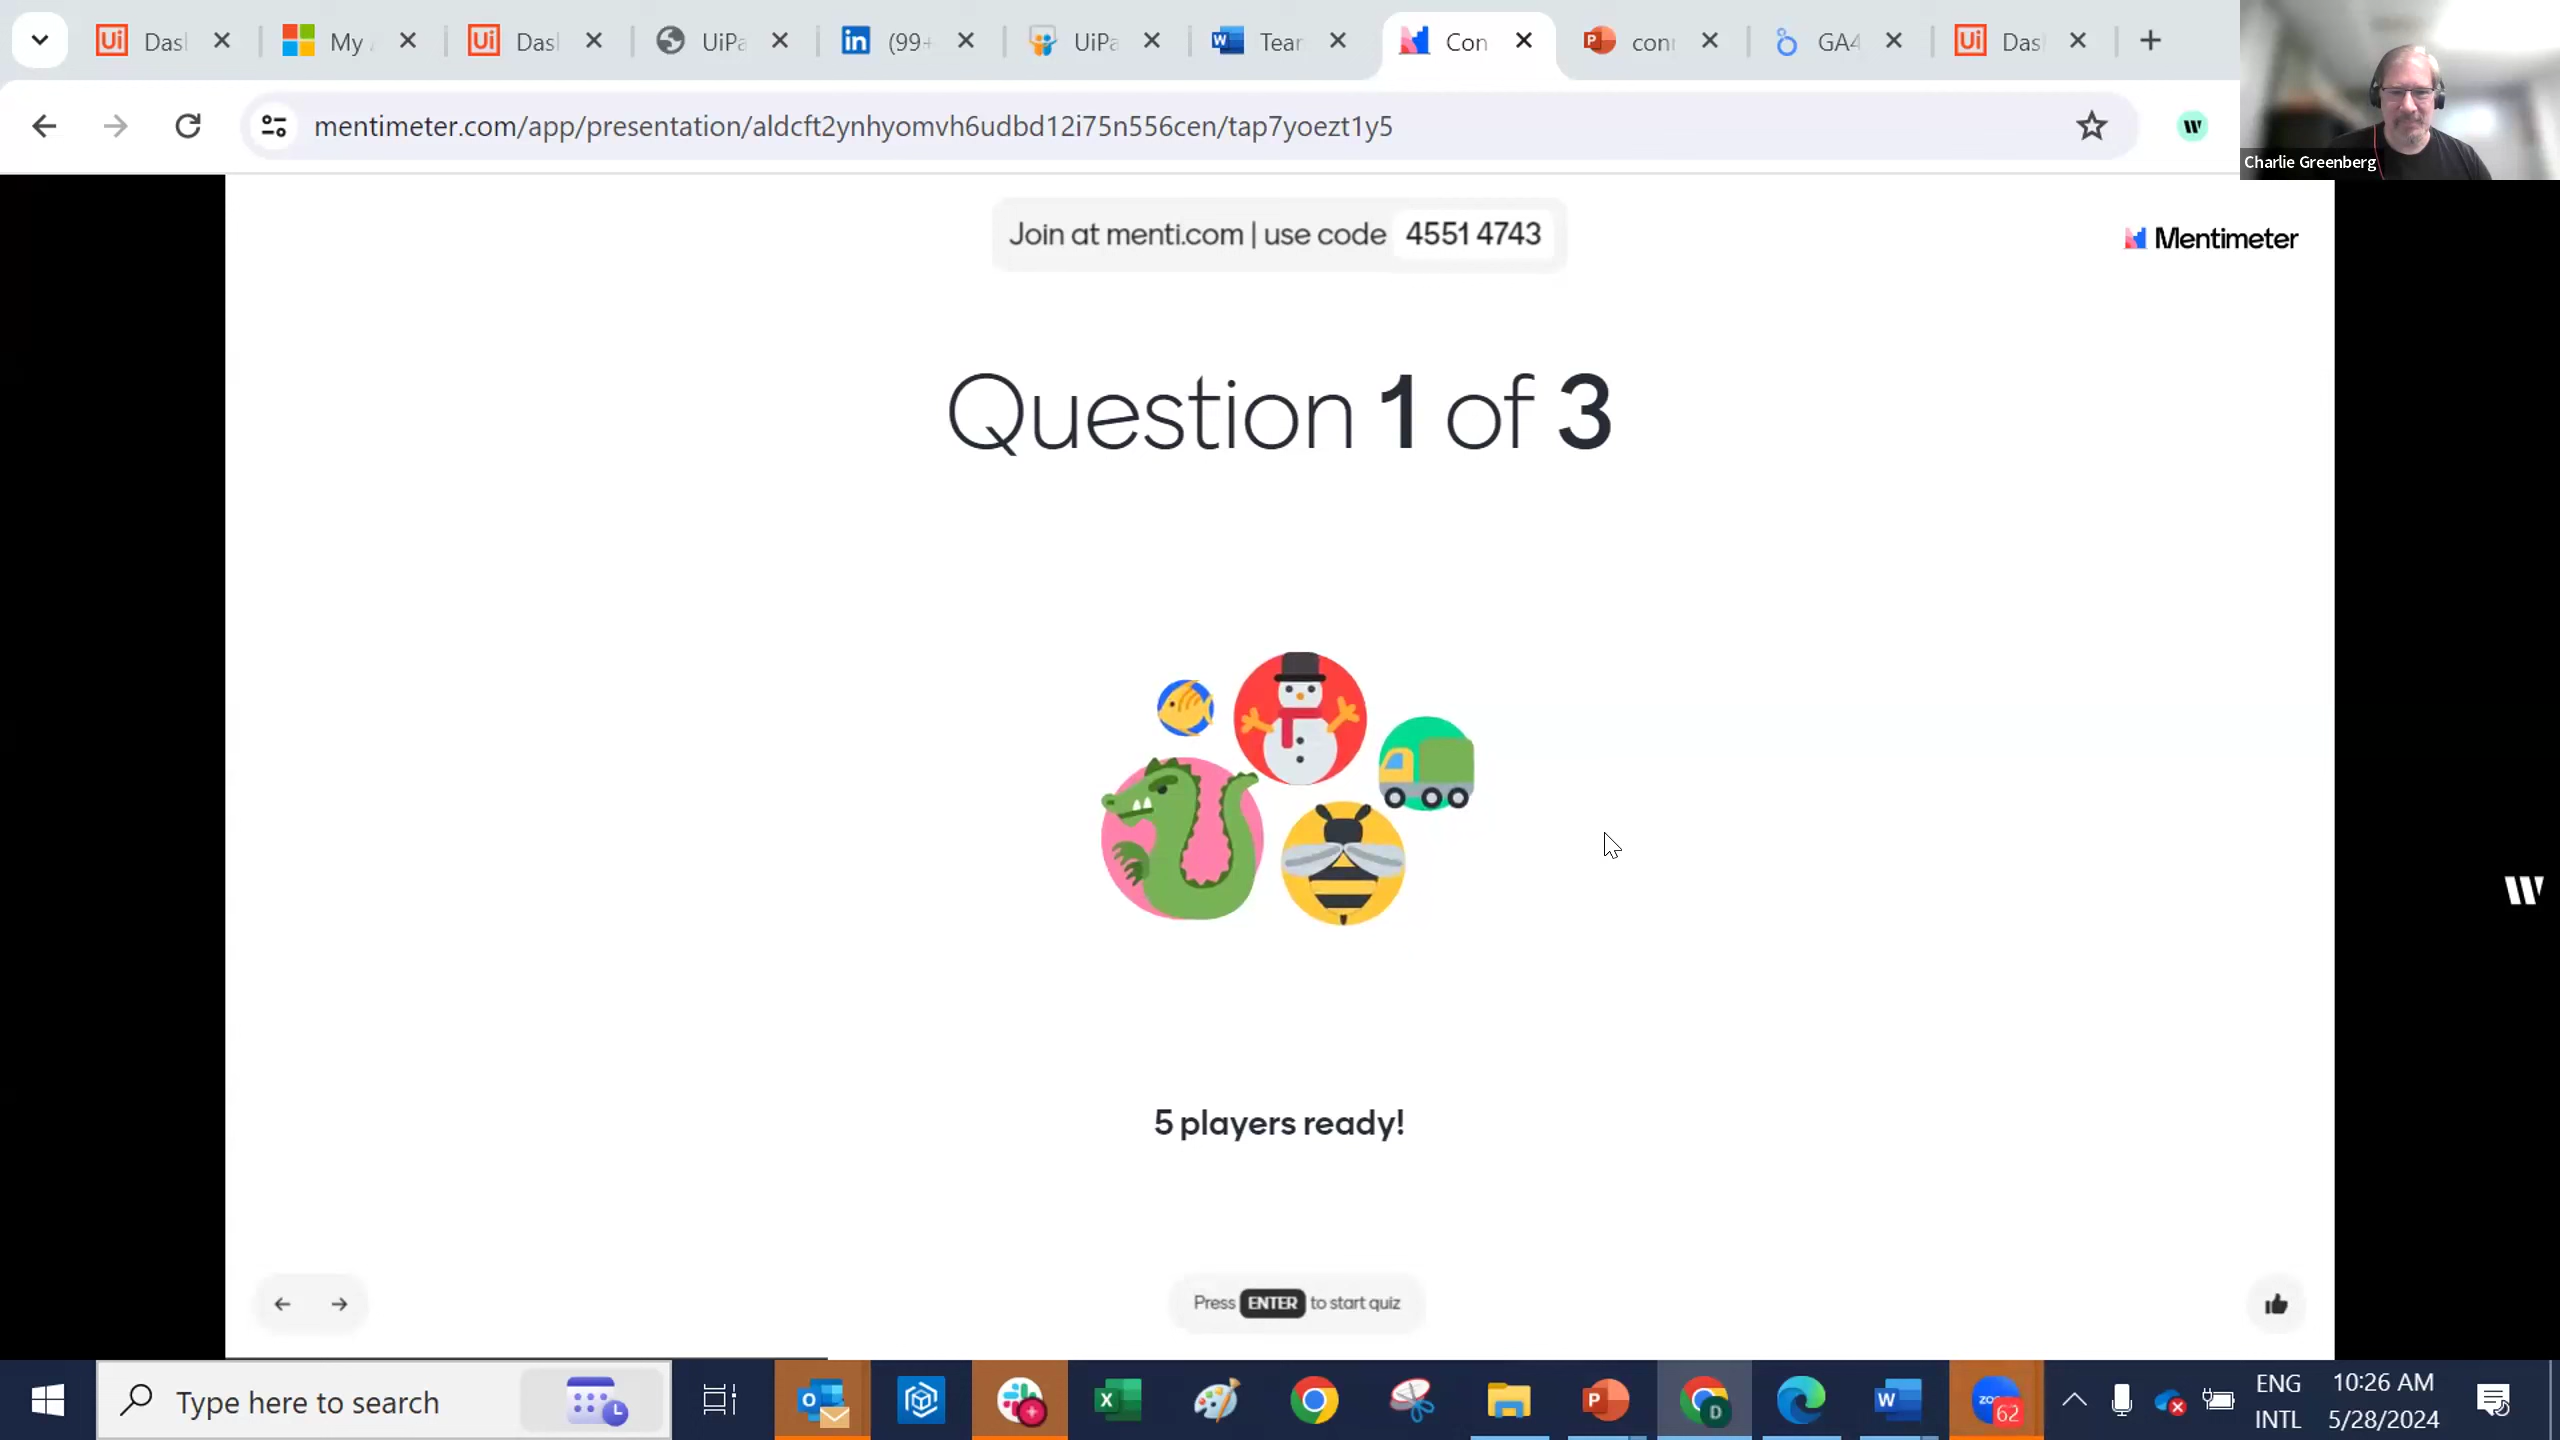 Das
My
Das
UiPa
(99+
UiPa
Tear
Con
con
GA4
Das
mentimeter.com/app/presentation/aldcft2ynhyomvh6udbd12i75n556cen/tap7yoezt1y5
Charlie Greenberg
Join at menti.com | use code 4551 4743
Mentimeter
Question 1 of 3
5 players ready!
Press ENTER to start quiz
Type here to search
62
ENG
INTL
10:26 AM
5/28/2024